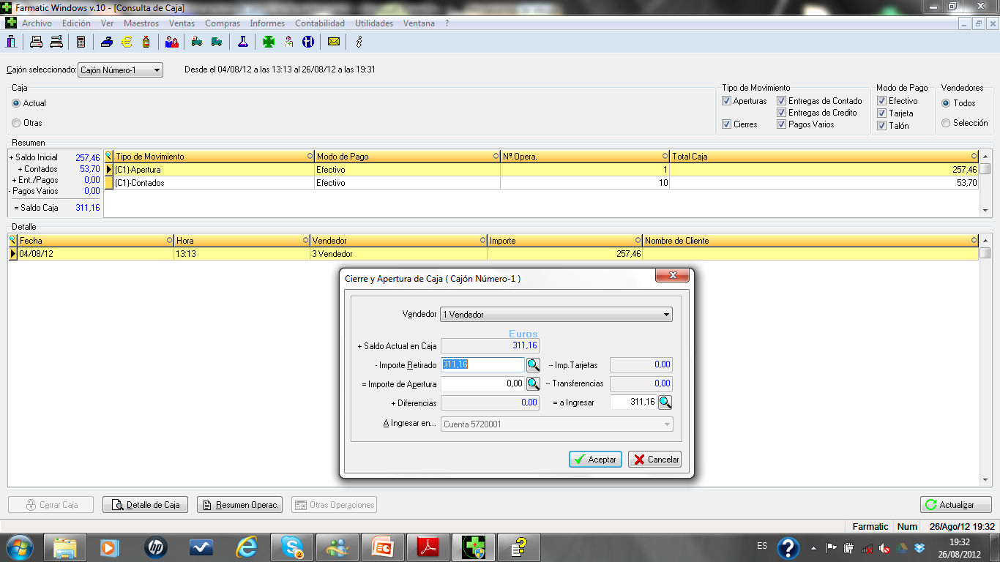 Farmatic Windows v.10 - [Consulta de Caja]
Archivo Edición Ver Maestros Ventas Compras Informes Contabilidad Utilidades Ventana ?
Cajón seleccionado: Cajón Número-1 Desde el 04/08/12 a las 13:13 al 26/08/12 a las 19:31
Caja Tipo de Movimiento Modo de Pago Vendedores
Actual Aperturas Entregas de Contado Efectivo Todos
Entregas de Credito Tarjeta
Otras Cierres Pagos Varios Talón Selección
Resumen
+ Saldo Inicial 257,46
+ Contados 53,70
+ Ent./Pagos 0,00
- Pagos Varios 0,00
= Saldo Caja 311,16
Tipo de Movimiento Modo de Pago Nº.Opera. Total Caja
(C1)-Apertura Efectivo 1 257,46
(C1)-Contados Efectivo 10 53,70
Detalle
Fecha Hora Vendedor Importe Nombre de Cliente
04/08/12 13:13 3 Vendedor 257,46
Cierre y Apertura de Caja ( Cajón Número-1 )
Vendedor 1 Vendedor
Euros
+ Saldo Actual en Caja 311,16
- Importe Retirado 311,16 -- Imp.Tarjetas 0,00
= Importe de Apertura 0,00 -- Transferencias 0,00
+ Diferencias 0,00 = a Ingresar 311,16
A Ingresar en... Cuenta 5720001
Aceptar Cancelar
Cerrar Caja Detalle de Caja Resumen Operac. Otras Operaciones Actualizar
Farmatic Num 26/Ago/12 19:32
ES 19:32
26/08/2012